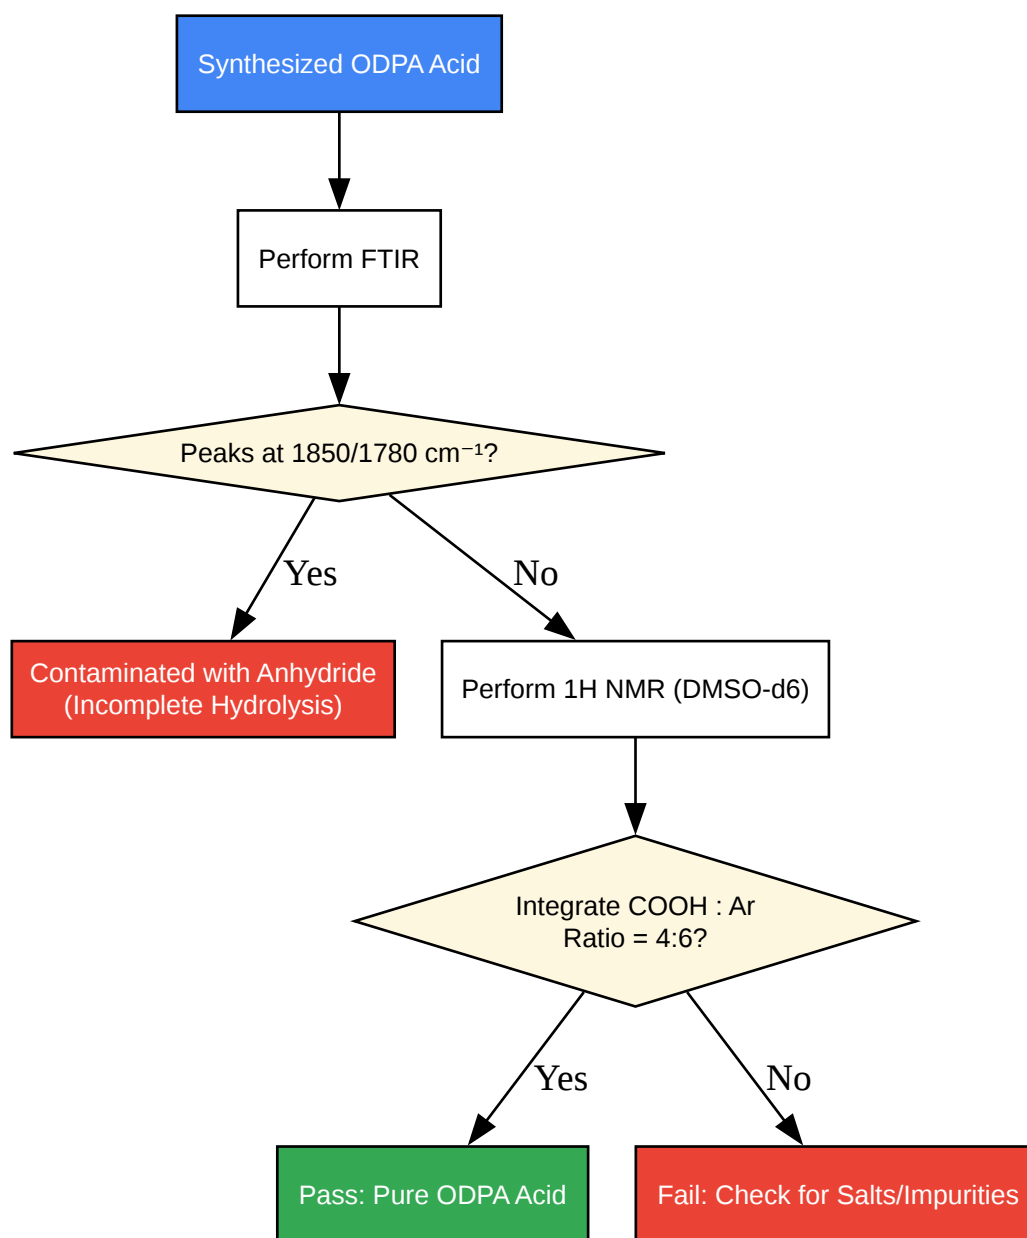 Synthesized ODPA Acid
Perform FTIR
Peaks at 1850/1780 cm⁻¹?
Yes
No
Contaminated with Anhydride
(Incomplete Hydrolysis)
Perform 1H NMR (DMSO-d6)
Integrate COOH : Ar
Ratio = 4:6?
Yes
No
Pass: Pure ODPA Acid
Fail: Check for Salts/Impurities